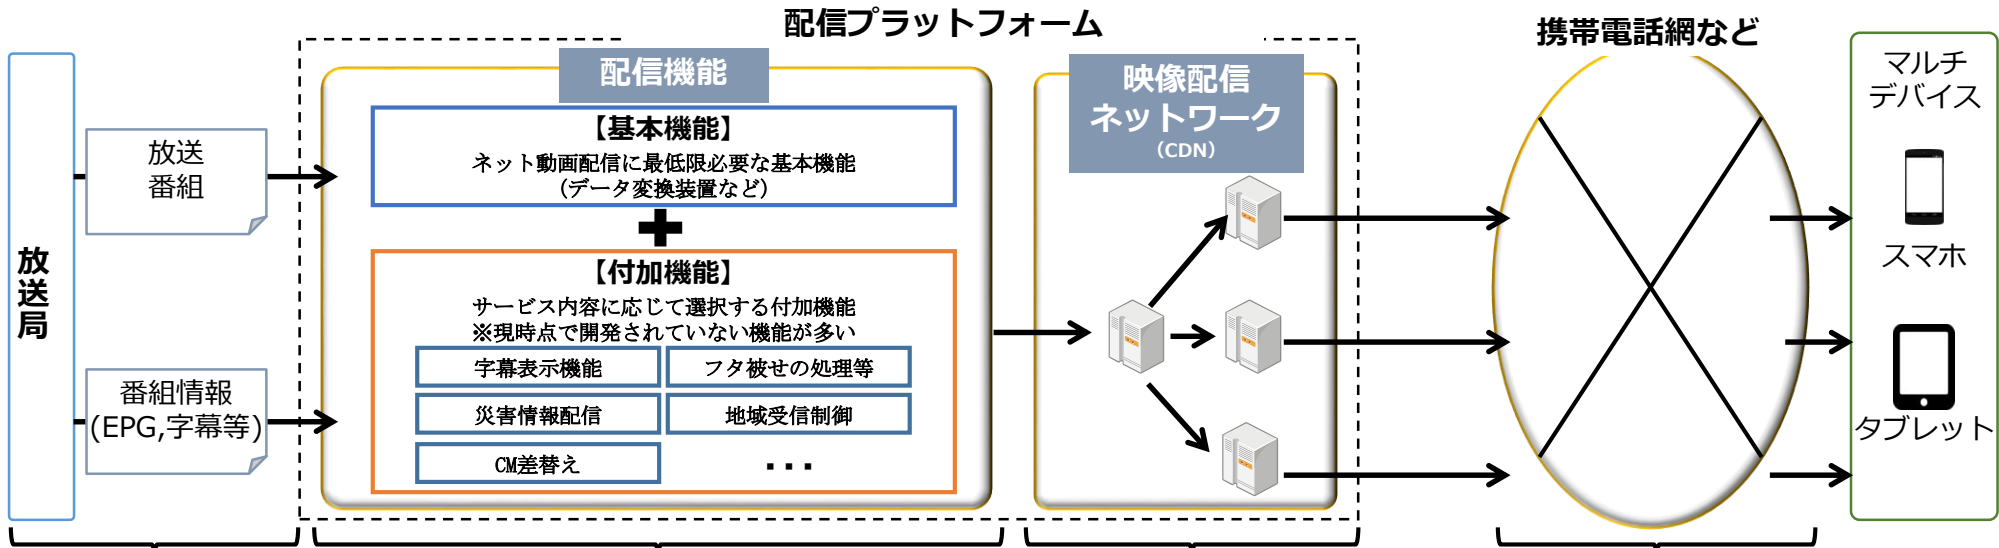 配信プラットフォーム
携帯電話網など
放送局
放送
番組
番組情報
(EPG,字幕等)
配信機能
【基本機能】
ネット動画配信に最低限必要な基本機能
(データ変換装置など)
【付加機能】
サービス内容に応じて選択する付加機能
※現時点で開発されていない機能が多い
字幕表示機能
フタ被せの処理等
災害情報配信
地域受信制御
CM差替え
・・・
映像配信
ネットワーク
(CDN)
マルチ
デバイス
スマホ
タブレット